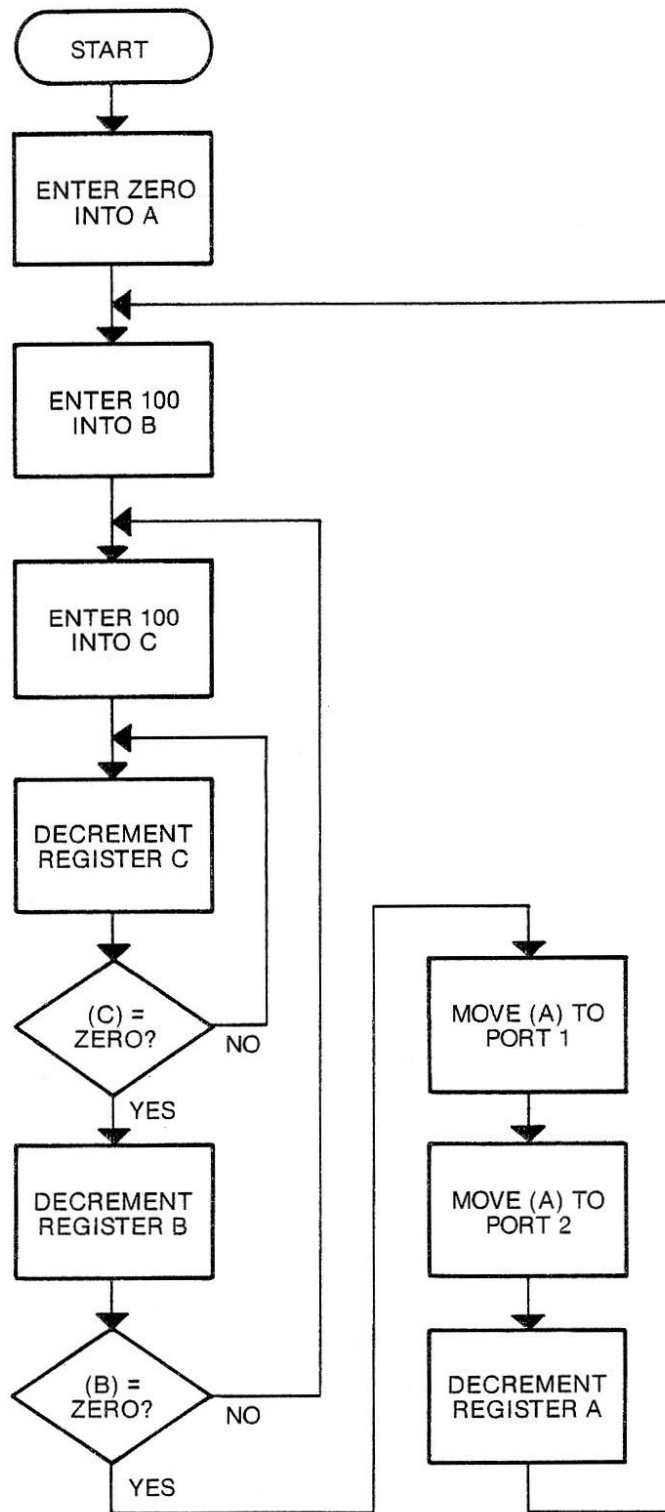 START
ENTER ZERO
INTO A
ENTER 100
INTO B
ENTER 100
INTO C
DECREMENT
REGISTER C
(C) =
ZERO?
NO
YES
DECREMENT
REGISTER B
(B) =
ZERO?
NO
YES
MOVE (A) TO
PORT 1
MOVE (A) TO
PORT 2
DECREMENT
REGISTER A